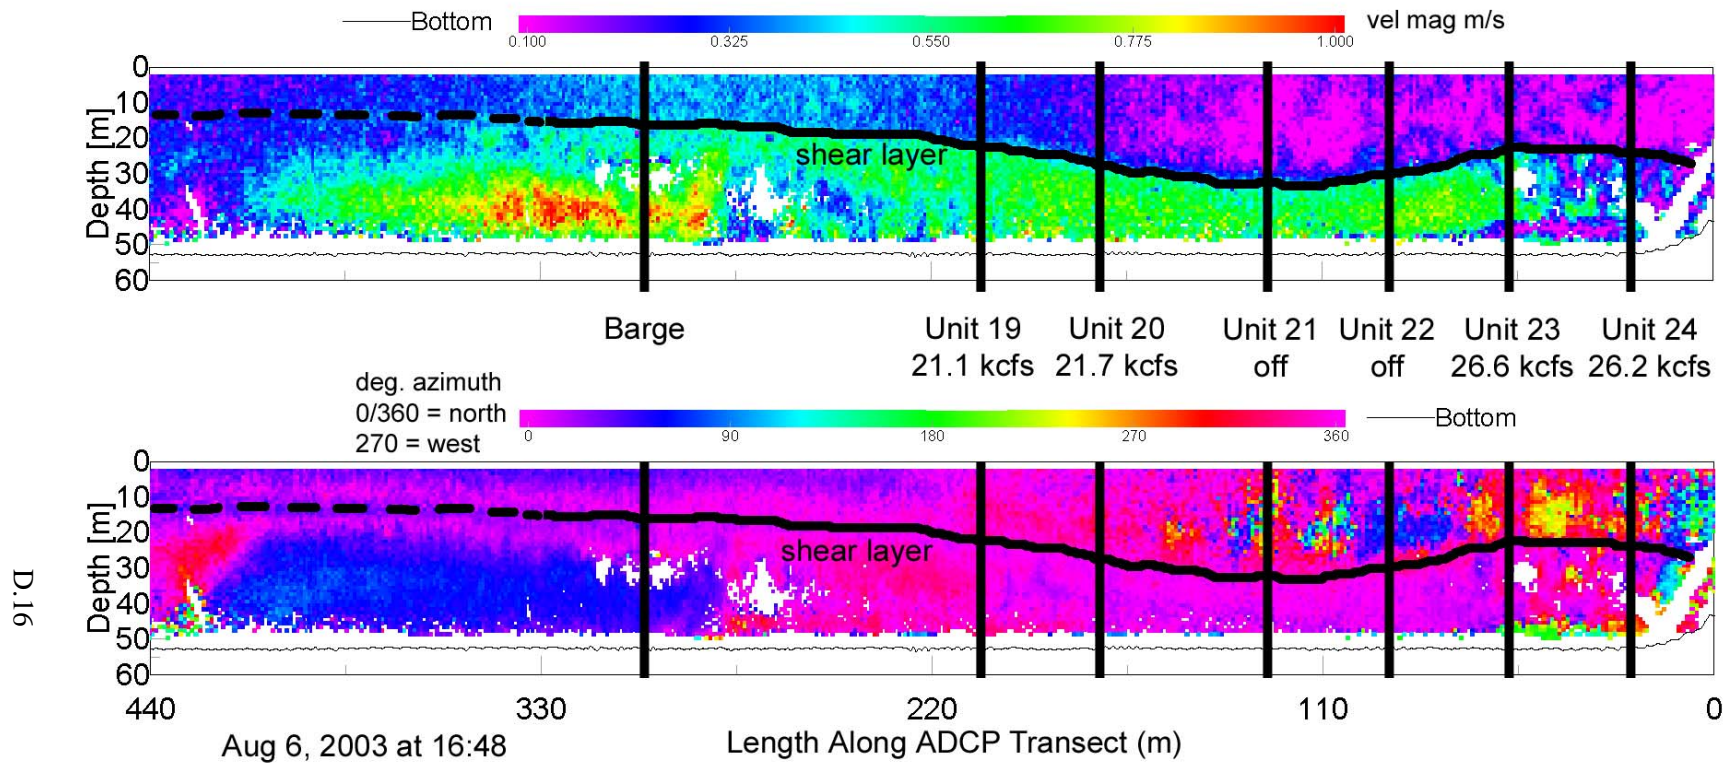 Bottom
vel mag m/s
0.100 0.325 0.550 0.775 1.000
0
10
20
30
40
50
60
Depth [m]
shear layer
Barge
Unit 19
21.1 kcfs
Unit 20
21.7 kcfs
Unit 21
off
Unit 22
off
Unit 23
26.6 kcfs
Unit 24
26.2 kcfs
deg. azimuth
0/360 = north
270 = west
0 90 180 270 360
Bottom
0
10
20
30
40
50
60
Depth [m]
shear layer
440 330 220 110 0
Aug 6, 2003 at 16:48
Length Along ADCP Transect (m)
D.16